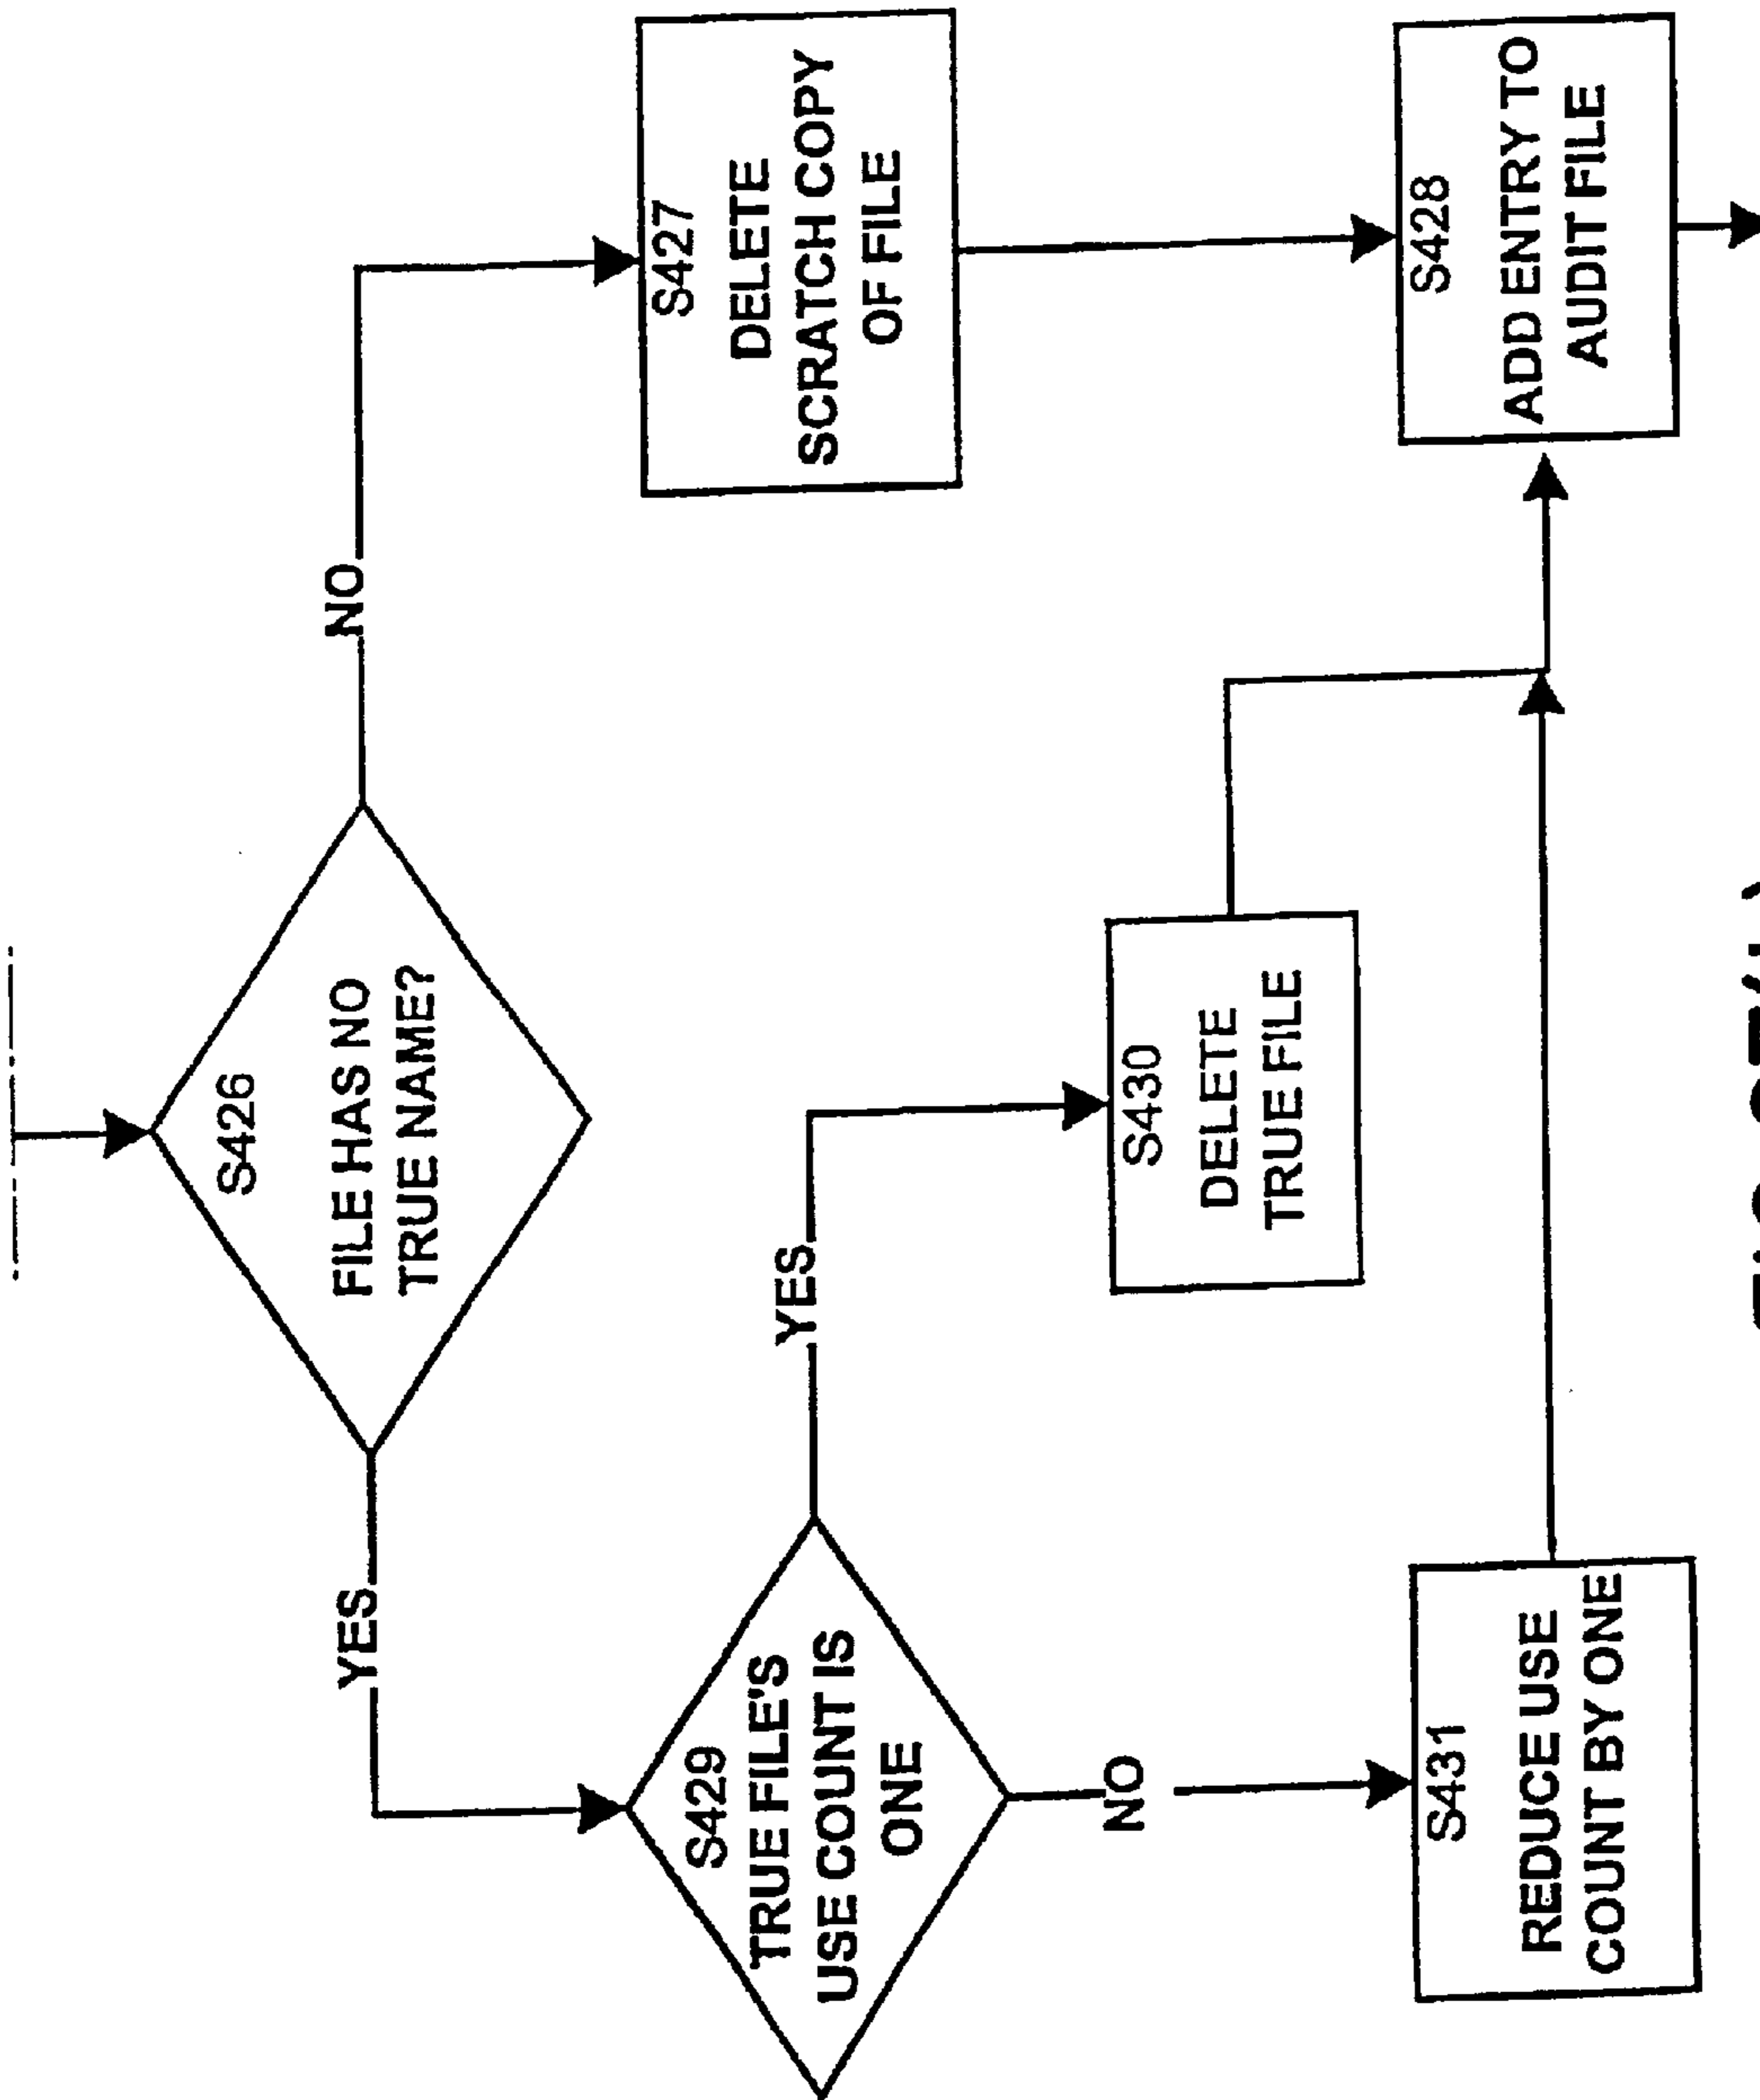 S426
FILE HAS NO
TRUE NAME?
YES
NO
S427
DELETE
SCRATCH COPY
OF FILE
S429
TRUE FILE'S
USE COUNT IS
ONE
YES
NO
S430
DELETE
TRUE FILE
S431
REDUCE USE
COUNT BY ONE
S428
ADD ENTRY TO
AUDIT FILE